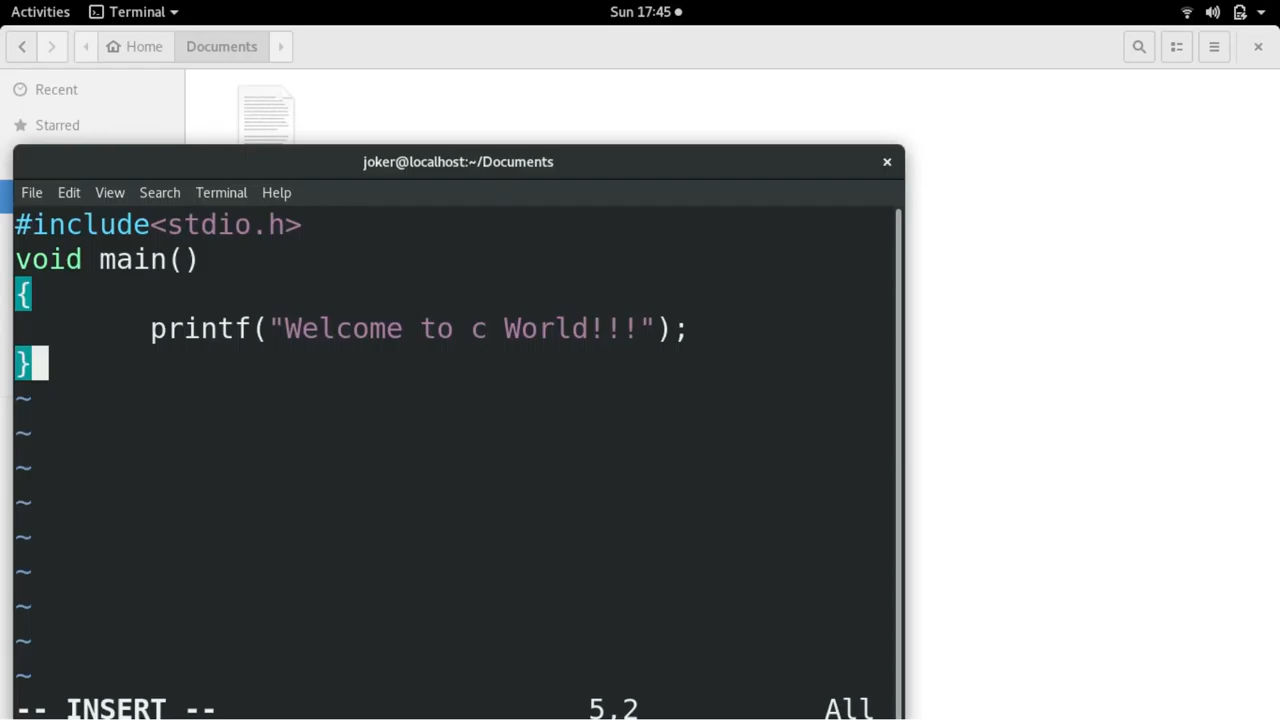 Activities Terminal Sun 17:45
Home Documents
Recent
Starred
joker@localhost:~/Documents
File Edit View Search Terminal Help
#include<stdio.h>
void main()
{
printf("Welcome to c World!!!");
}
~
~
~
~
~
~
~
~
~
-- INSERT -- 5,2 All